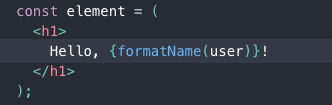 const element = (
  <h1>
    Hello, {formatName(user)}!
  </h1>
);